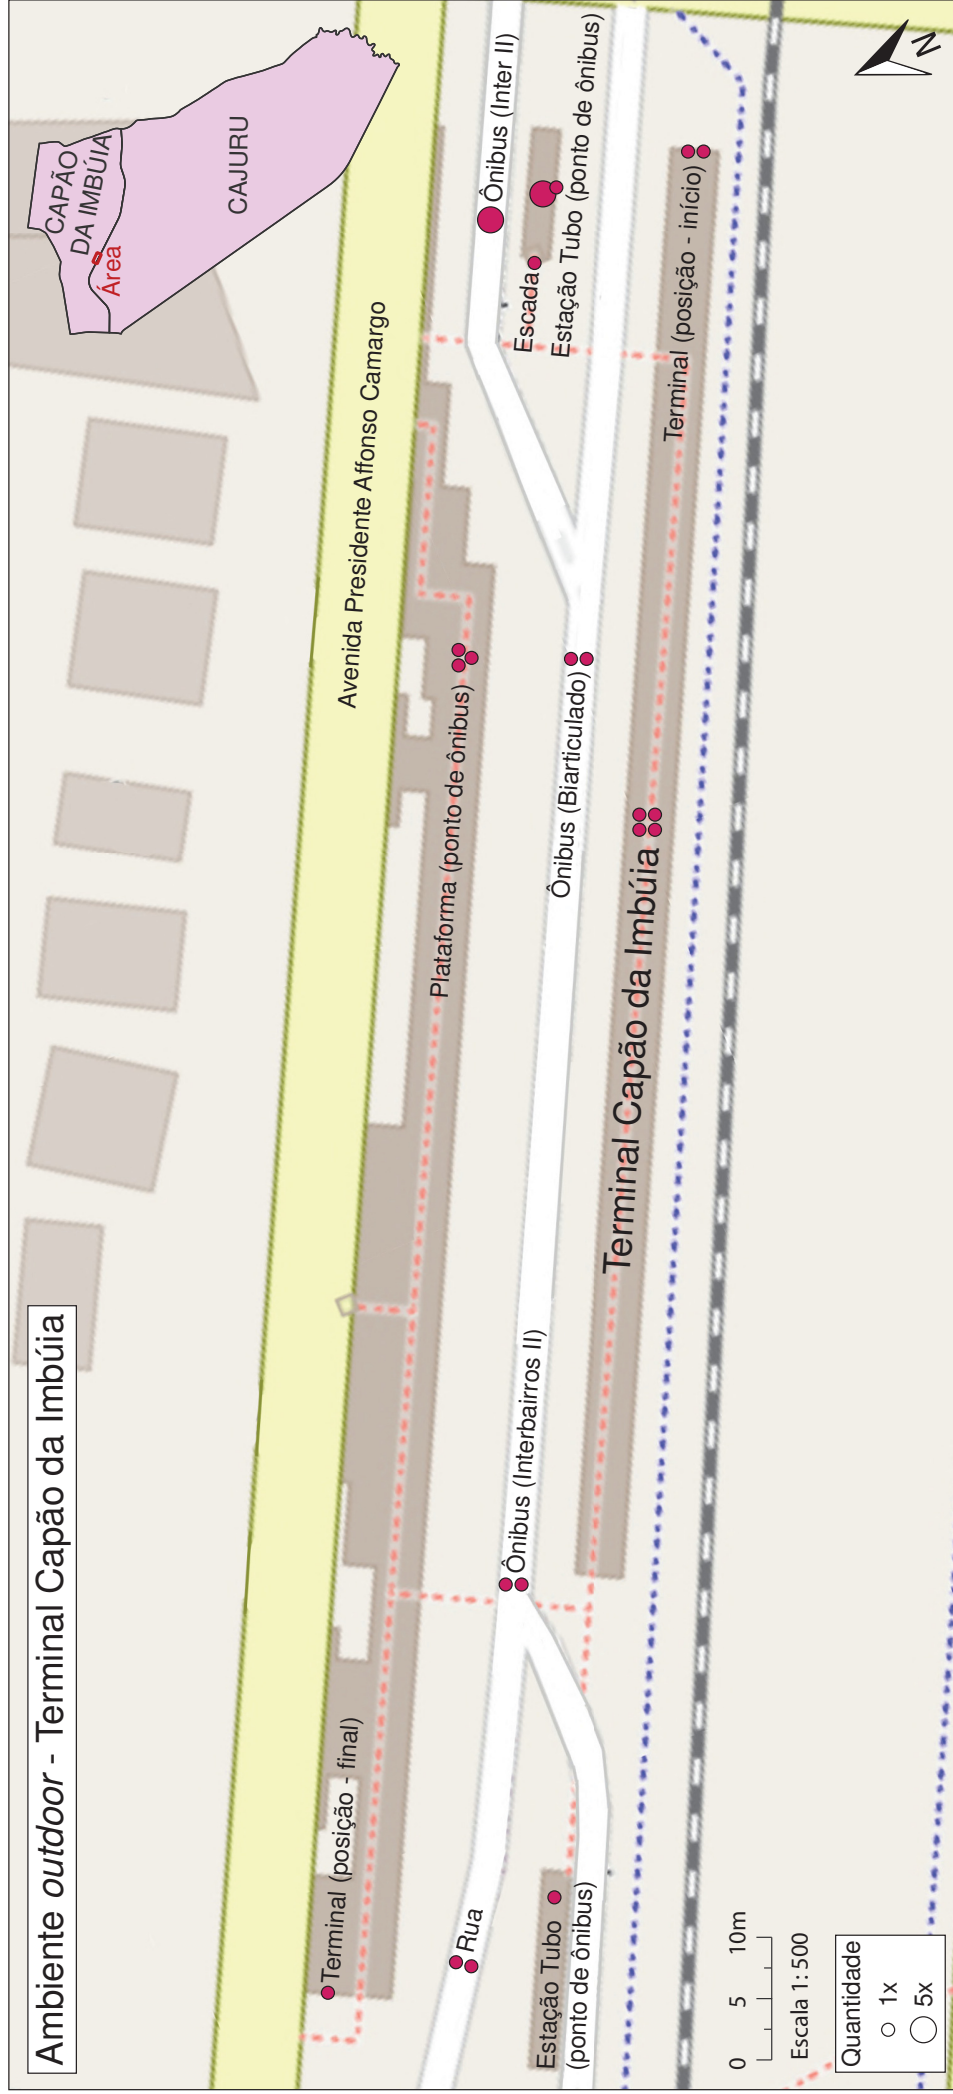 Ambiente outdoor - Terminal Capão da Imbúia
CAPÃO
DA IMBÚIA
Área
CAJURU
Avenida Presidente Affonso Camargo
Ônibus (Inter II)
Escada
Estação Tubo (ponto de ônibus)
Terminal (posição - início)
Plataforma (ponto de ônibus)
Ônibus (Biarticulado)
Terminal Capão da Imbúia
Ônibus (Interbairros II)
Terminal (posição - final)
Rua
Estação Tubo
(ponto de ônibus)
0 5 10m
Escala 1: 500
Quantidade
1x
5x
N